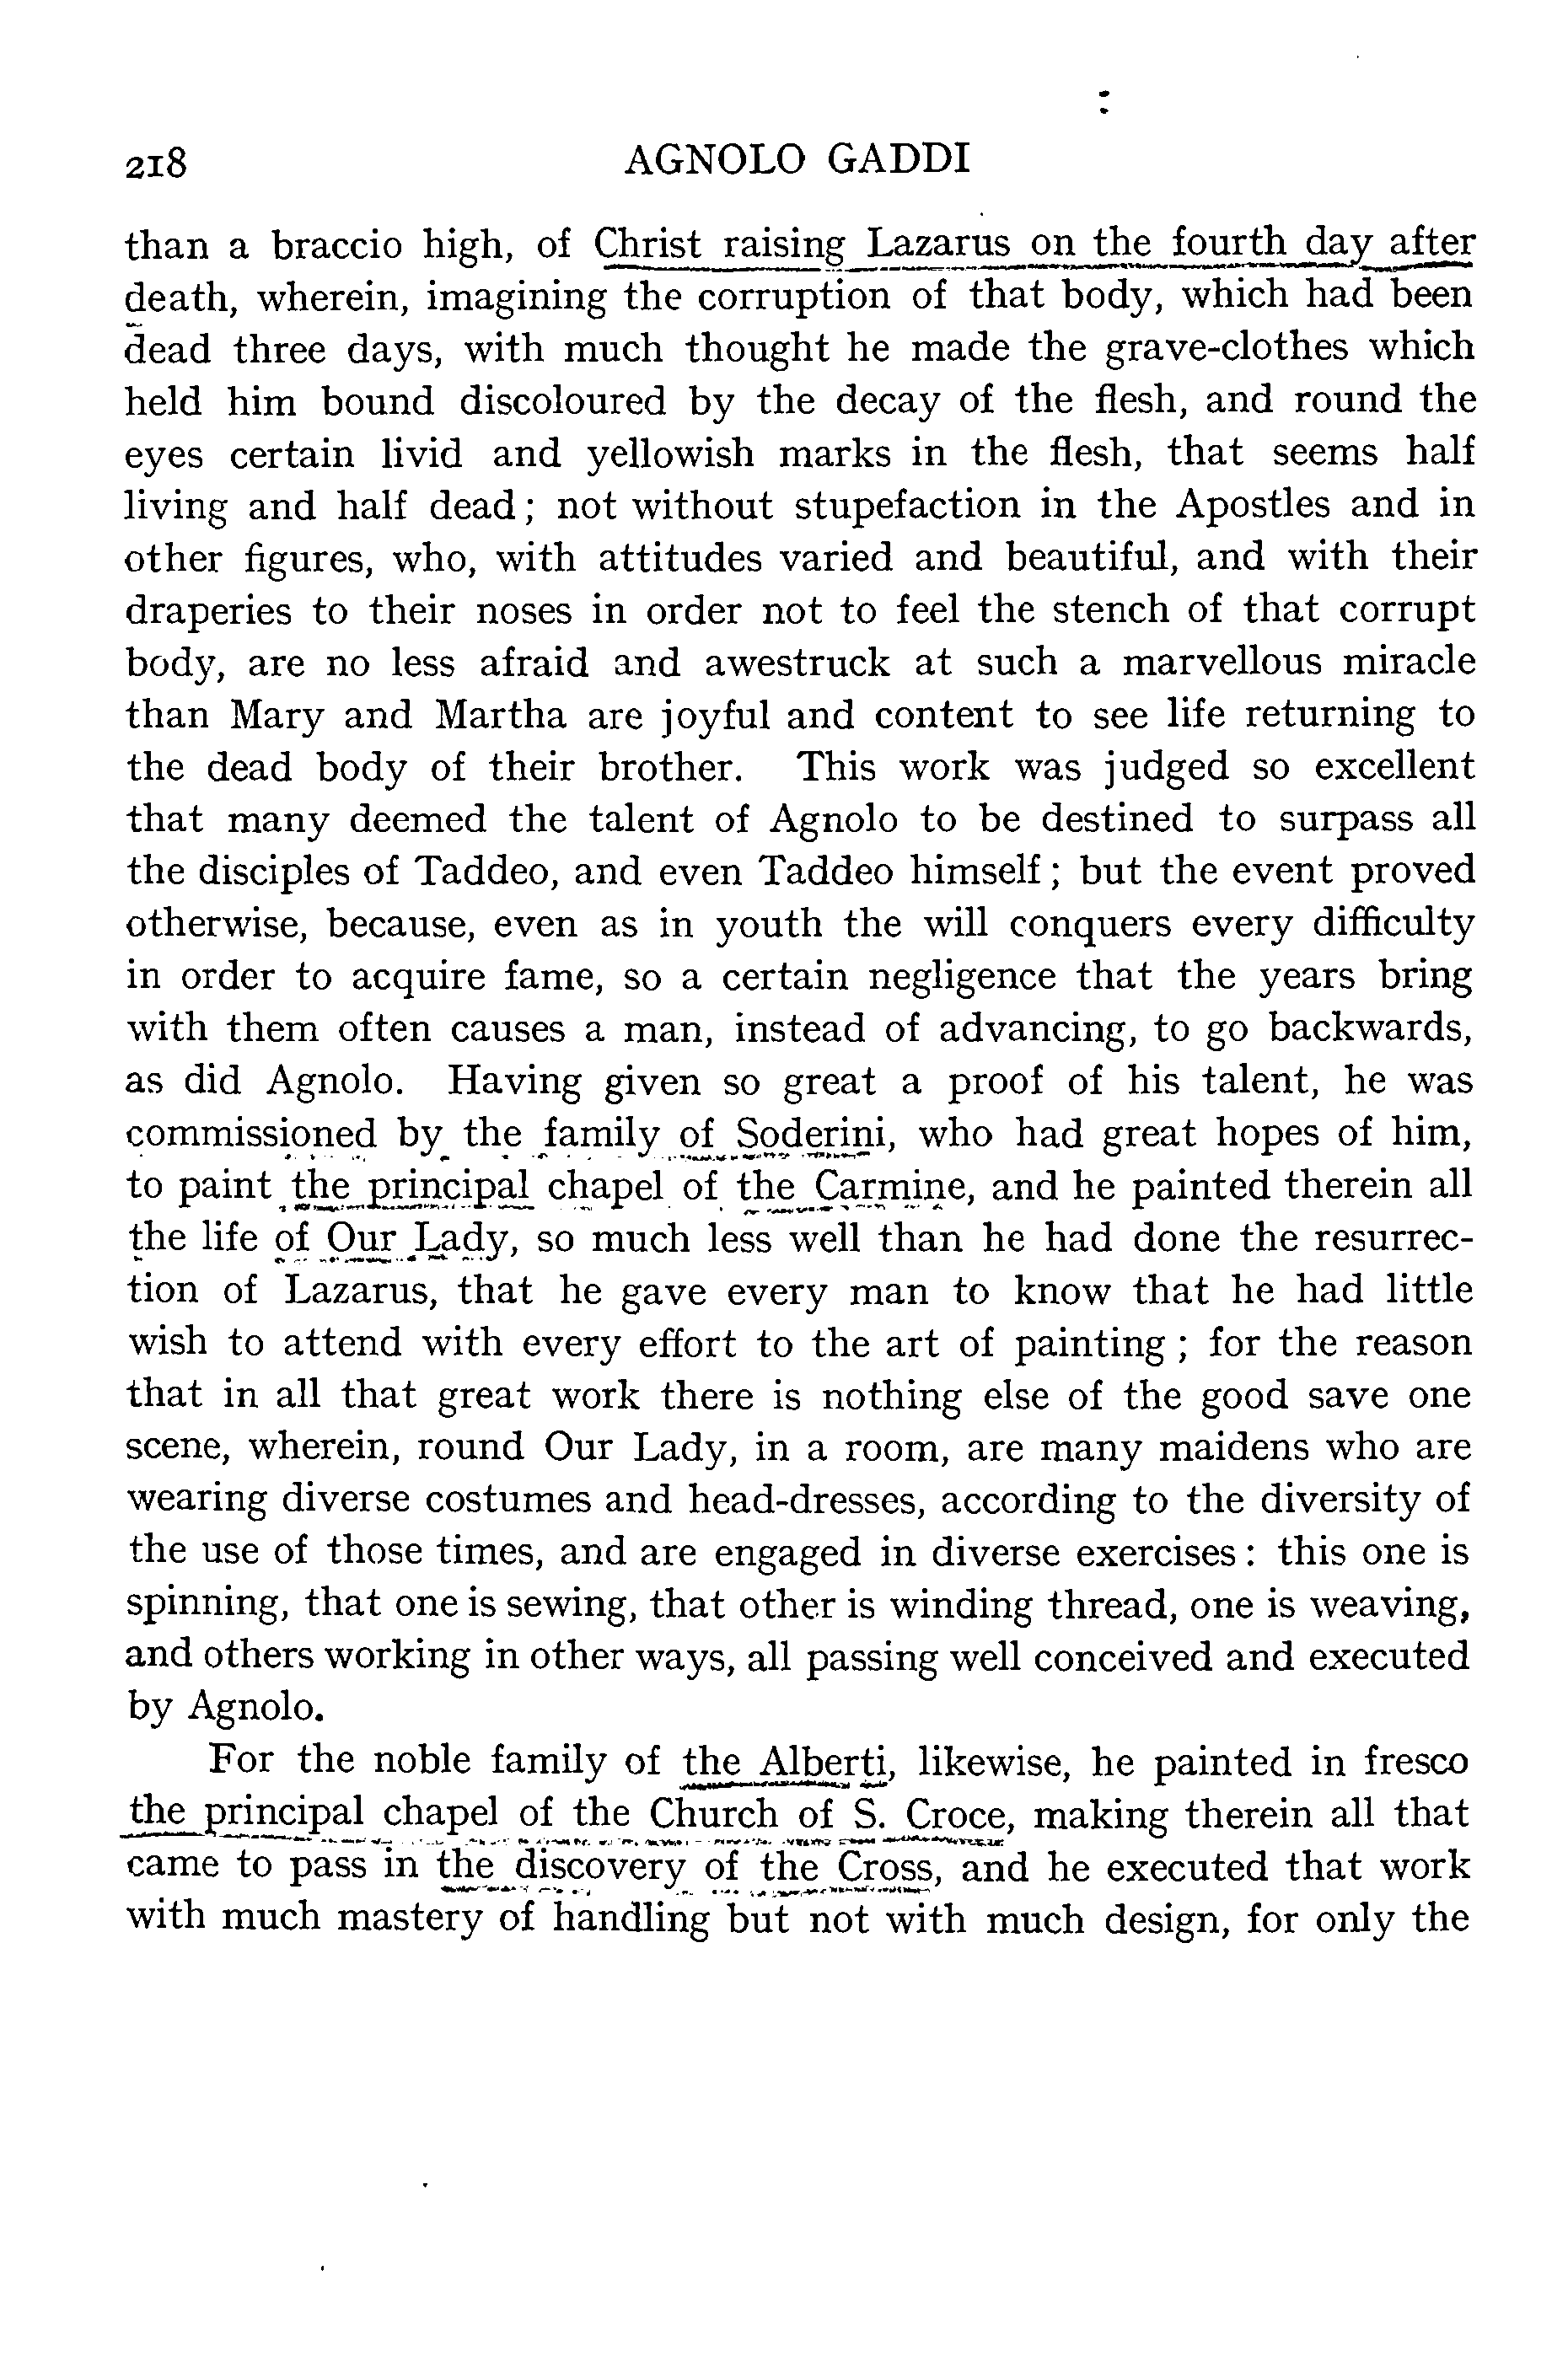 218 AGNOLO GADDI
than a braccio high, of Christ raising Lazarus on the fourth day after
death, wherein, imagining the corruption of that body, which had been
dead three days, with much thought he made the grave-clothes which
held him bound discoloured by the decay of the flesh, and round the
eyes certain livid and yellowish marks in the flesh, that seems half
living and half dead; not without stupefaction in the Apostles and in
other figures, who, with attitudes varied and beautiful, and with their
draperies to their noses in order not to feel the stench of that corrupt
body, are no less afraid and awestruck at such a marvellous miracle
than Mary and Martha are joyful and content to see life returning to
the dead body of their brother. This work was judged so excellent
that many deemed the talent of Agnolo to be destined to surpass all
the disciples of Taddeo, and even Taddeo himself; but the event proved
otherwise, because, even as in youth the will conquers every difficulty
in order to acquire fame, so a certain negligence that the years bring
with them often causes a man, instead of advancing, to go backwards,
as did Agnolo. Having given so great a proof of his talent, he was
commissioned by the family of Soderini, who had great hopes of him,
to paint the principal chapel of the Carmine, and he painted therein all
the life of Our Lady, so much less well than he had done the resurrec-
tion of Lazarus, that he gave every man to know that he had little
wish to attend with every effort to the art of painting; for the reason
that in all that great work there is nothing else of the good save one
scene, wherein, round Our Lady, in a room, are many maidens who are
wearing diverse costumes and head-dresses, according to the diversity of
the use of those times, and are engaged in diverse exercises: this one is
spinning, that one is sewing, that other is winding thread, one is weaving,
and others working in other ways, all passing well conceived and executed
by Agnolo.
For the noble family of the Alberti, likewise, he painted in fresco
the principal chapel of the Church of S. Croce, making therein all that
came to pass in the discovery of the Cross, and he executed that work
with much mastery of handling but not with much design, for only the